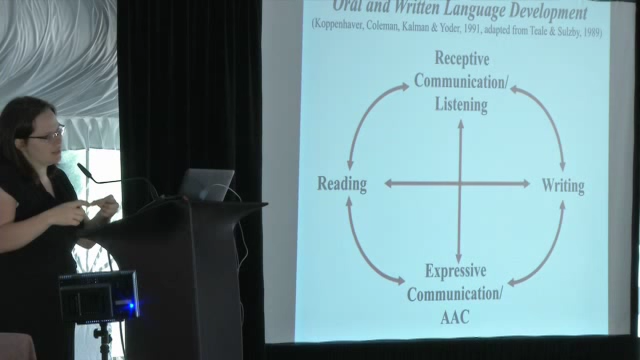 Oral and Written Language Development
(Koppenhaver, Coleman, Kalman & Yoder, 1991, adapted from Teale & Sulzby, 1989)
Receptive
Communication/
Listening
Reading
Writing
Expressive
Communication/
AAC